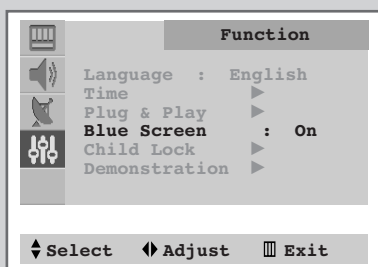 Function
Language : English
Time ▶
Plug & Play ▶
Blue Screen : On
Child Lock ▶
Demonstration ▶
Select Adjust Exit